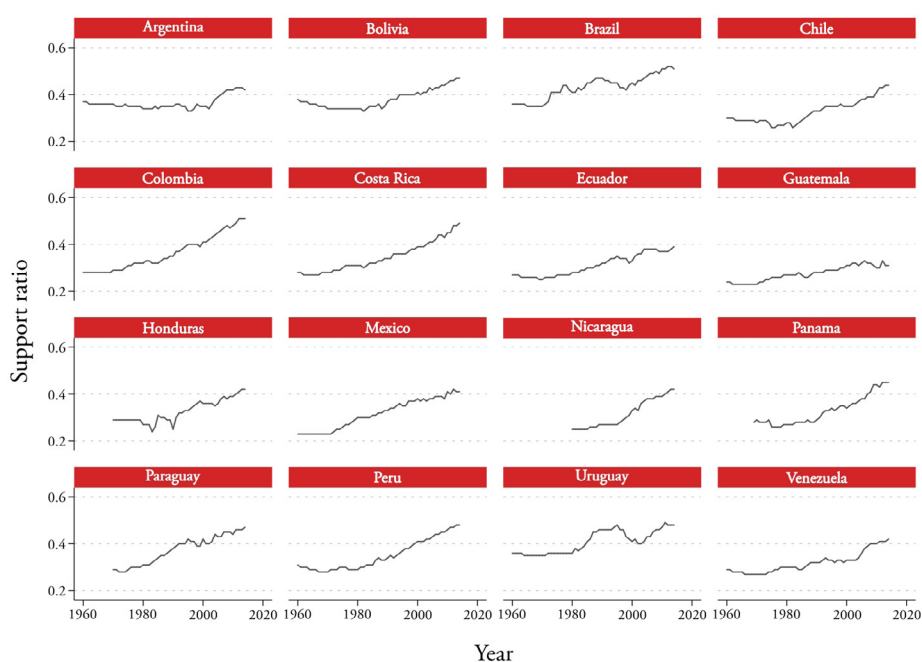 Argentina Bolivia Brazil Chile
0.6
0.4
0.2
Colombia Costa Rica Ecuador Guatemala
0.6
0.4
0.2
Support ratio
Honduras Mexico Nicaragua Panama
0.6
0.4
0.2
Paraguay Peru Uruguay Venezuela
0.6
0.4
0.2
1960 1980 2000 2020 1960 1980 2000 2020 1960 1980 2000 2020 1960 1980 2000 2020
Year